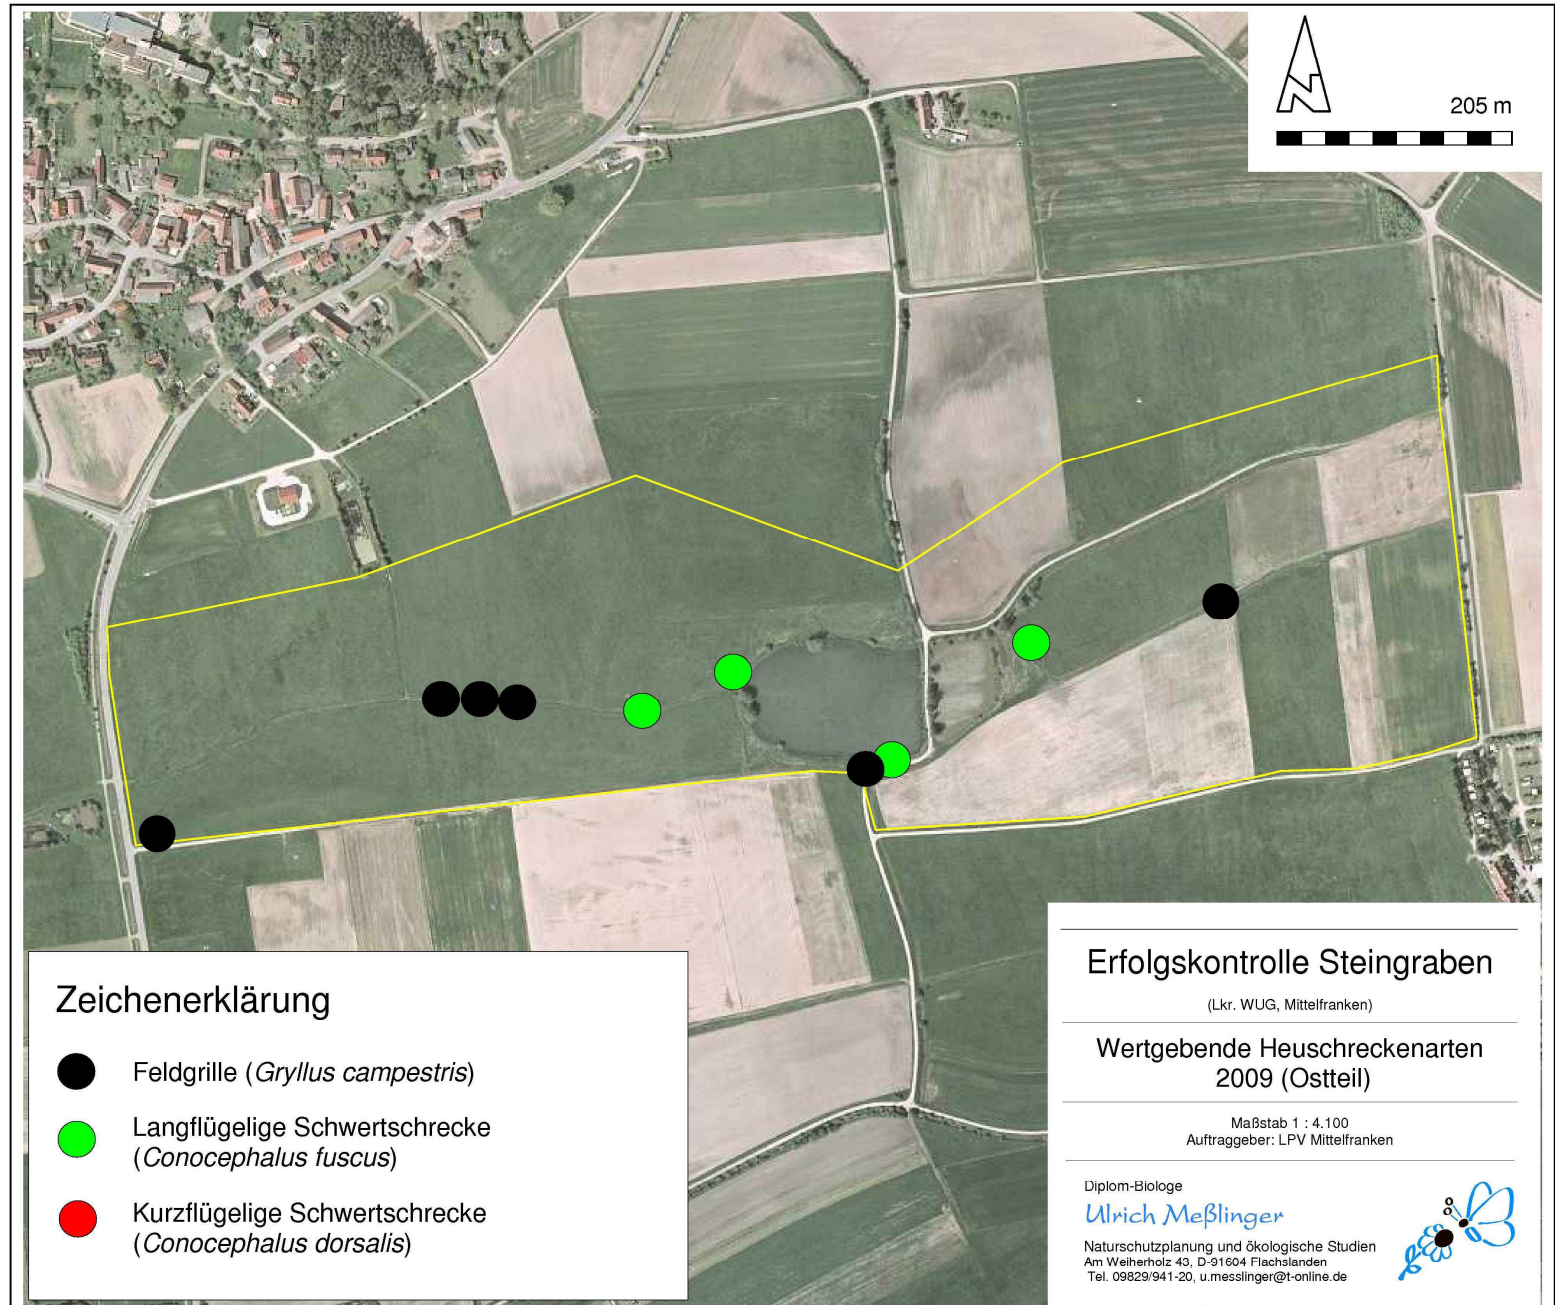 205 m
Zeichenerklärung
Feldgrille (Gryllus campestris)
Langflügelige Schwertschrecke
(Conocephalus fuscus)
Kurzflügelige Schwertschrecke
(Conocephalus dorsalis)
Erfolgskontrolle Steingraben
(Lkr. WUG, Mittelfranken)
Wertgebende Heuschreckenarten
2009 (Ostteil)
Maßstab 1 : 4.100
Auftraggeber: LPV Mittelfranken
Diplom-Biologe
Ulrich Meßlinger
Naturschutzplanung und ökologische Studien
Am Weiherholz 43, D-91604 Flachslanden
Tel. 09829/941-20, u.messlinger@t-online.de